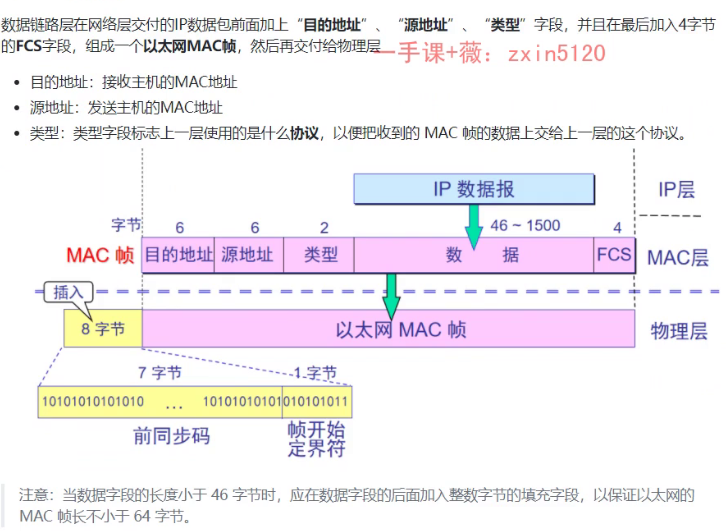 数据链路层在网络层交付的IP数据包前面加上“目的地址”、“源地址”、“类型”字段，并且在最后加入4字节
的FCS字段，组成一个以太网MAC帧，然后再交付给物理层
一手课+薇：zxin5120
• 目的地址：接收主机的MAC地址
• 源地址：发送主机的MAC地址
• 类型：类型字段标志上一层使用的是什么协议，以便把收到的 MAC 帧的数据上交给上一层的这个协议。
IP 数据报
IP层
字节 6 6 2 46 ~ 1500 4
MAC 帧 目的地址 源地址 类型 数 据 FCS MAC层
插入
8 字节 以太网 MAC 帧 物理层
7 字节 1 字节
10101010101010 … 10101010101010101011
前同步码 帧开始
定界符
注意：当数据字段的长度小于 46 字节时，应在数据字段的后面加入整数字节的填充字段，以保证以太网的
MAC 帧长不小于 64 字节。